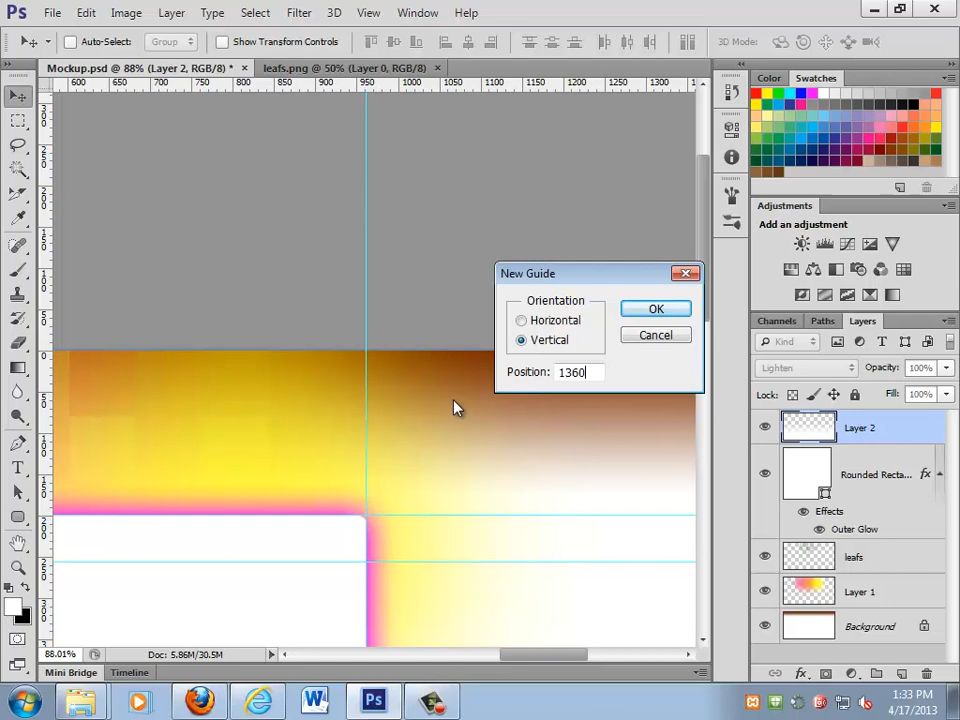 Ps File Edit Image Layer Type Select Filter 3D View Window Help
Auto-Select: Group Show Transform Controls 3D Mode:
Mockup.psd @ 88% (Layer 2, RGB/8) * × leafs.png @ 50% (Layer 0, RGB/8) ×
600 650 700 750 800 850 900 950 1000 1050 1100 1150 1200 1250 1300
Color Swatches
Adjustments
Add an adjustment
New Guide
Orientation
Horizontal
Vertical
OK
Cancel
Position: 1360
Channels Paths Layers
Kind
Lighten Opacity: 100%
Lock: Fill: 100%
Layer 2
Rounded Recta... fx
Effects
Outer Glow
leafs
Layer 1
Background
88.01% Doc: 5.86M/30.5M
Mini Bridge Timeline
1:33 PM
4/17/2013